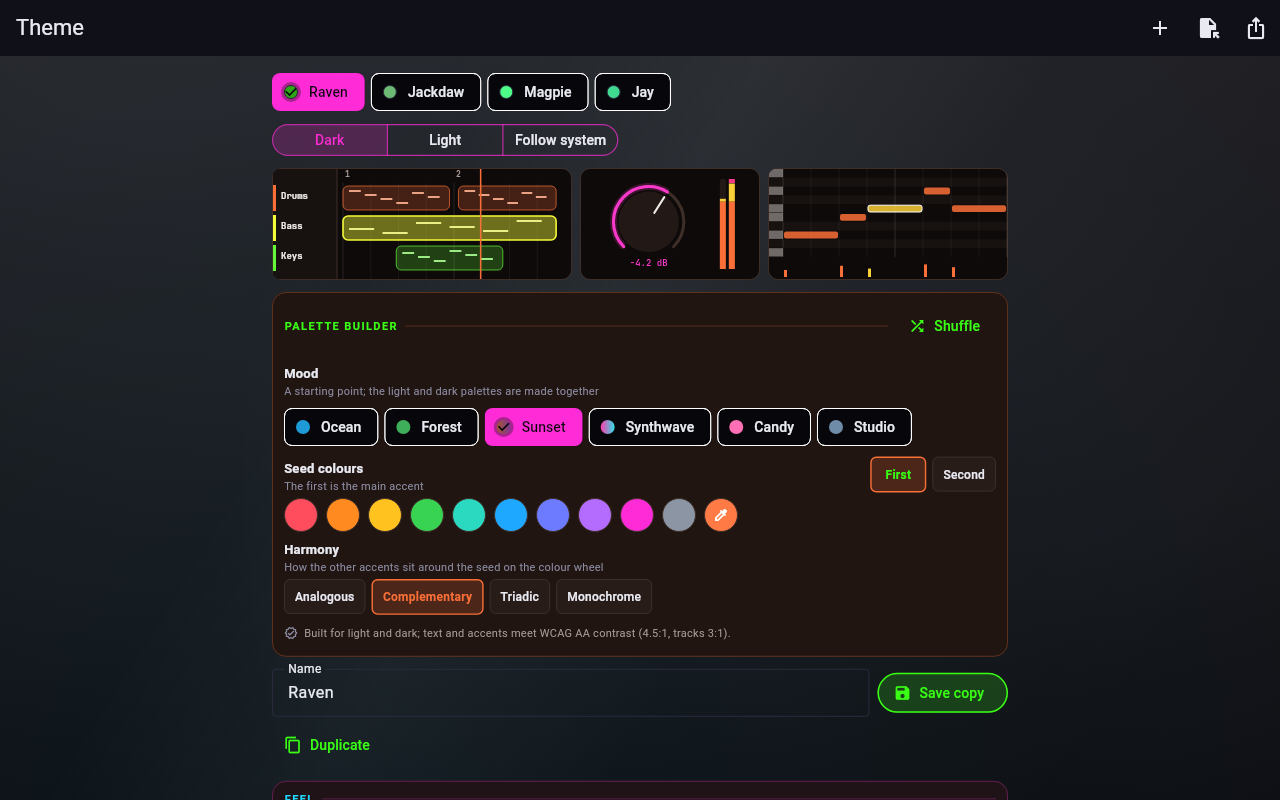 Theme
Raven
Jackdaw
Magpie
Jay
Dark
Light
Follow system
1
2
Drums
Bass
Keys
-4.2 dB
PALETTE BUILDER
Shuffle
Mood
A starting point; the light and dark palettes are made together
Ocean
Forest
Sunset
Synthwave
Candy
Studio
Seed colours
The first is the main accent
First
Second
Harmony
How the other accents sit around the seed on the colour wheel
Analogous
Complementary
Triadic
Monochrome
Built for light and dark; text and accents meet WCAG AA contrast (4.5:1, tracks 3:1).
Name
Raven
Save copy
Duplicate
FEEL